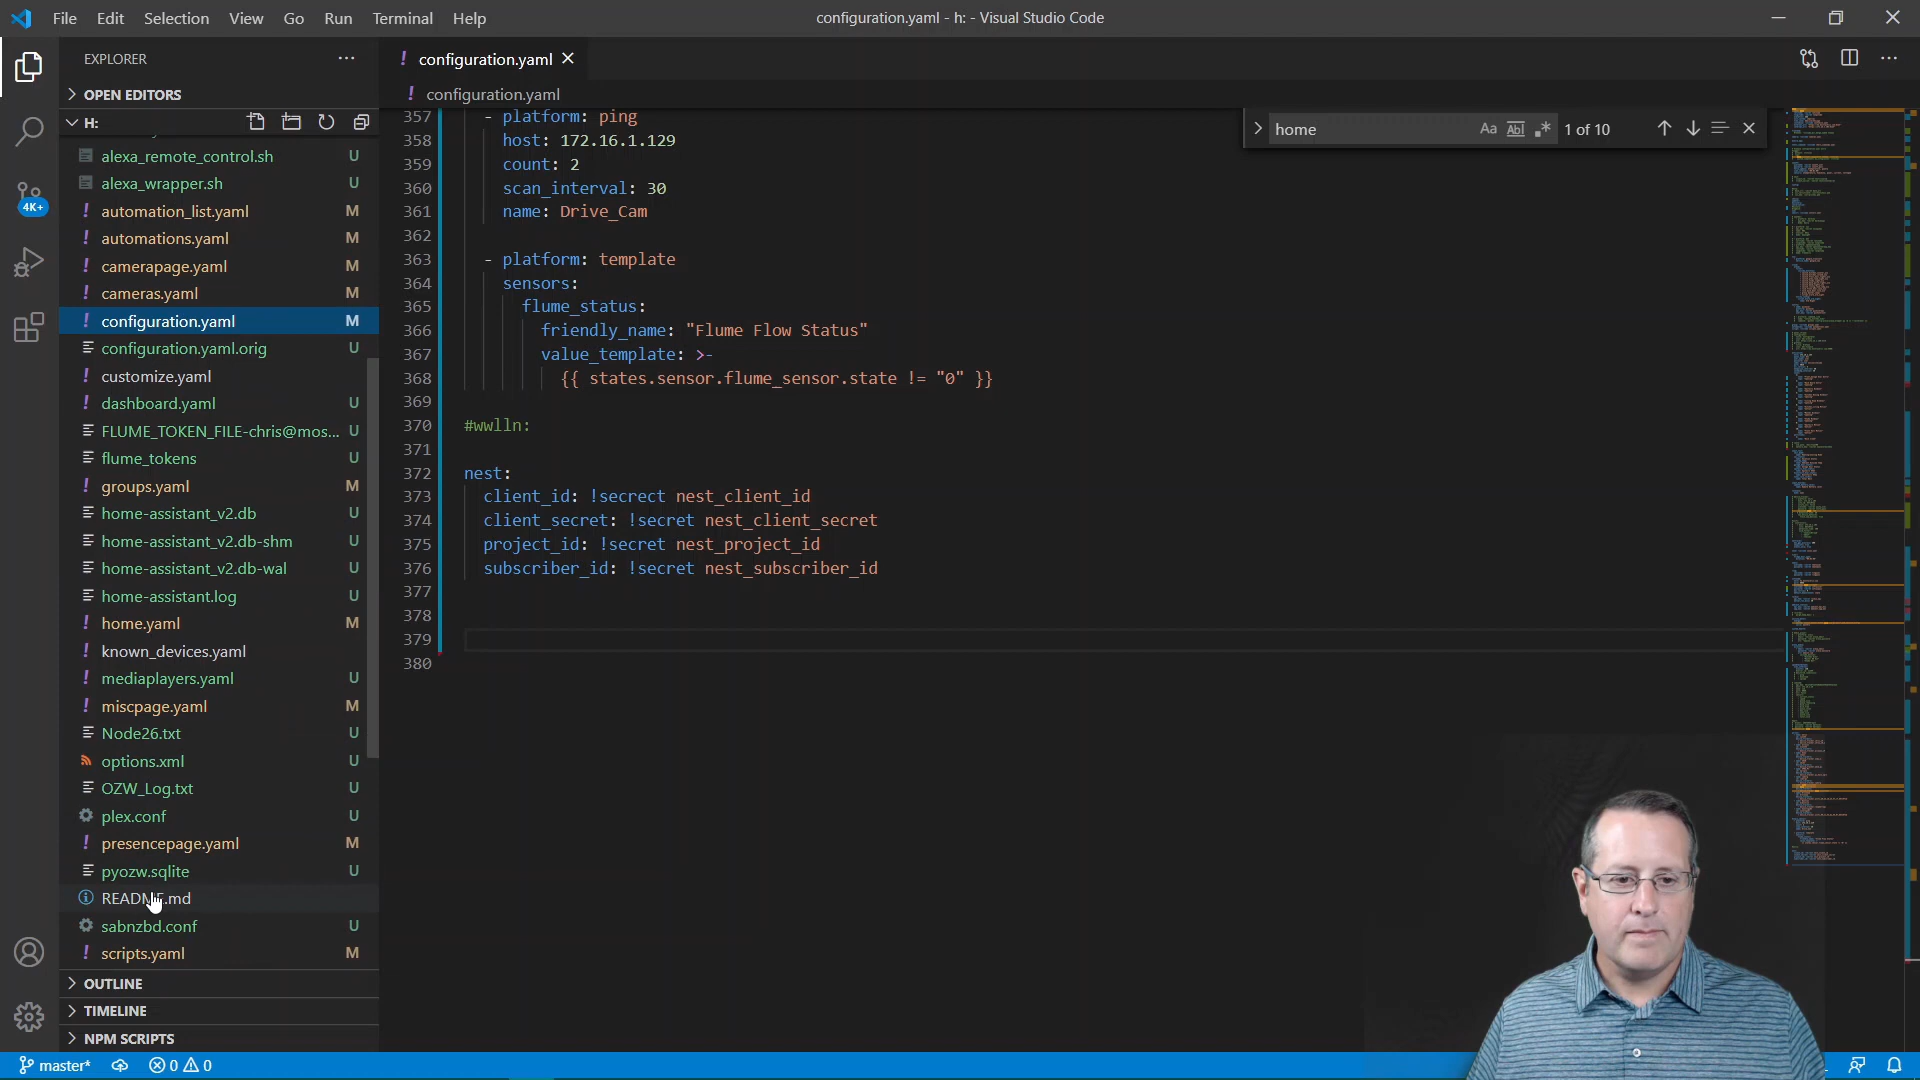 File Edit Selection View Go Run Terminal Help
configuration.yaml - h: - Visual Studio Code
EXPLORER
OPEN EDITORS
H:
alexa_remote_control.sh U
alexa_wrapper.sh U
automation_list.yaml M
automations.yaml M
camerapage.yaml M
cameras.yaml M
configuration.yaml M
configuration.yaml.orig U
customize.yaml
dashboard.yaml U
FLUME_TOKEN_FILE-chris@mos... U
flume_tokens U
groups.yaml M
home-assistant_v2.db U
home-assistant_v2.db-shm U
home-assistant_v2.db-wal U
home-assistant.log U
home.yaml M
known_devices.yaml
mediaplayers.yaml U
miscpage.yaml M
Node26.txt U
options.xml U
OZW_Log.txt U
plex.conf U
presencepage.yaml M
pyozw.sqlite U
README.md
sabnzbd.conf U
scripts.yaml M
OUTLINE
TIMELINE
NPM SCRIPTS
4K+
configuration.yaml
configuration.yaml
home Aa Abl 1 of 10
357 - platform: ping
358 host: 172.16.1.129
359 count: 2
360 scan_interval: 30
361 name: Drive_Cam
362
363 - platform: template
364 sensors:
365 flume_status:
366 friendly_name: "Flume Flow Status"
367 value_template: >-
368 {{ states.sensor.flume_sensor.state != "0" }}
369
370 #wwlln:
371
372 nest:
373 client_id: !secrect nest_client_id
374 client_secret: !secret nest_client_secret
375 project_id: !secret nest_project_id
376 subscriber_id: !secret nest_subscriber_id
377
378
379
380
master* 0 0